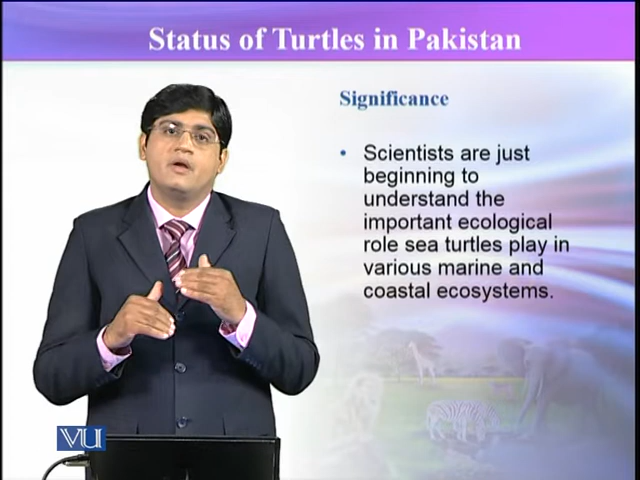 Status of Turtles in Pakistan
Significance
• Scientists are just
beginning to
understand the
important ecological
role sea turtles play in
various marine and
coastal ecosystems.
VU